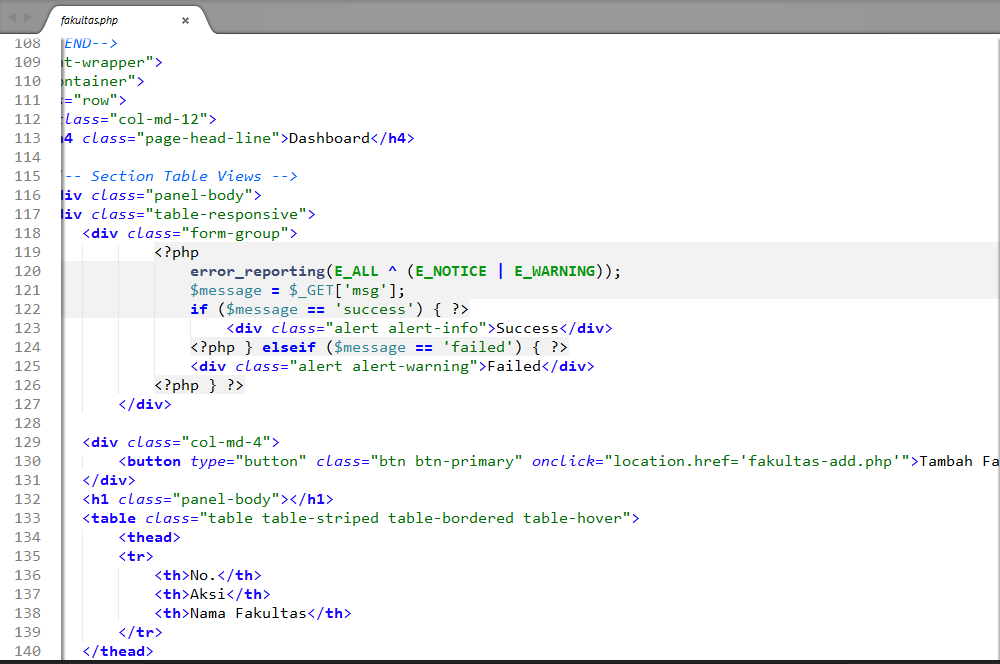 fakultas.php ×
108 END-->
109 t-wrapper">
110 ontainer">
111 ="row">
112 lass="col-md-12">
113 4 class="page-head-line">Dashboard</h4>
114
115 -- Section Table Views -->
116 iv class="panel-body">
117 iv class="table-responsive">
118 <div class="form-group">
119 <?php
120 error_reporting(E_ALL ^ (E_NOTICE | E_WARNING));
121 $message = $_GET['msg'];
122 if ($message == 'success') { ?>
123 <div class="alert alert-info">Success</div>
124 <?php } elseif ($message == 'failed') { ?>
125 <div class="alert alert-warning">Failed</div>
126 <?php } ?>
127 </div>
128
129 <div class="col-md-4">
130 <button type="button" class="btn btn-primary" onclick="location.href='fakultas-add.php'">Tambah Fa
131 </div>
132 <h1 class="panel-body"></h1>
133 <table class="table table-striped table-bordered table-hover">
134 <thead>
135 <tr>
136 <th>No.</th>
137 <th>Aksi</th>
138 <th>Nama Fakultas</th>
139 </tr>
140 </thead>